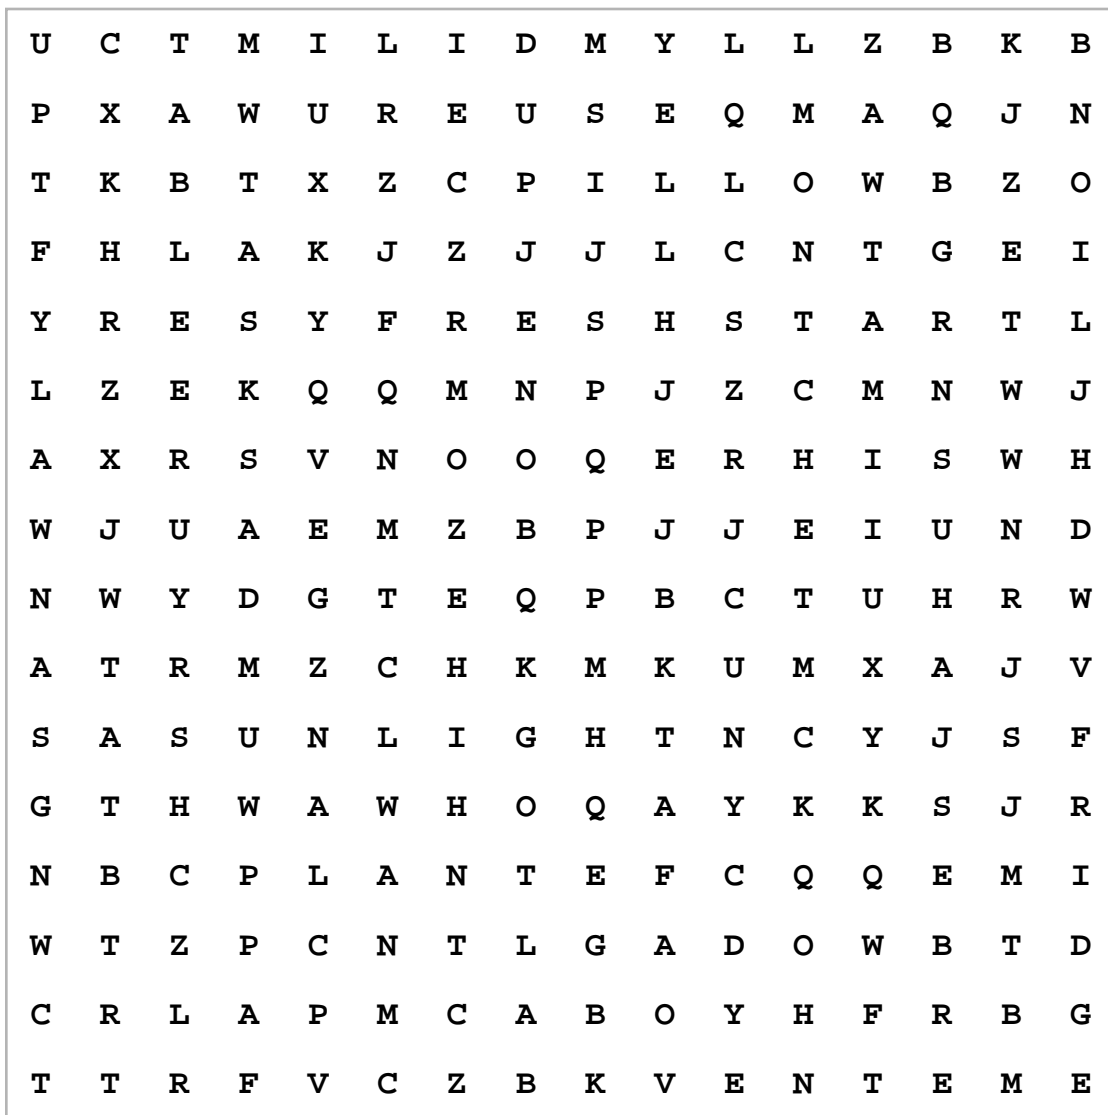 U C T M I L I D M Y L L Z B K B
P X A W U R E U S E Q M A Q J N
T K B T X Z C P I L L O W B Z O
F H L A K J Z J J L C N T G E I
Y R E S Y F R E S H S T A R T L
L Z E K Q Q M N P J Z C M N W J
A X R S V N O O Q E R H I S W H
W J U A E M Z B P J J E I U N D
N W Y D G T E Q P B C T U H R W
A T R M Z C H K M K U M X A J V
S A S U N L I G H T N C Y J S F
G T H W A W H O Q A Y K K S J R
N B C P L A N T E F C Q Q E M I
W T Z P C N T L G A D O W B T D
C R L A P M C A B O Y H F R B G
T T R F V C Z B K V E N T E M E